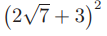 (2√7 + 3)²